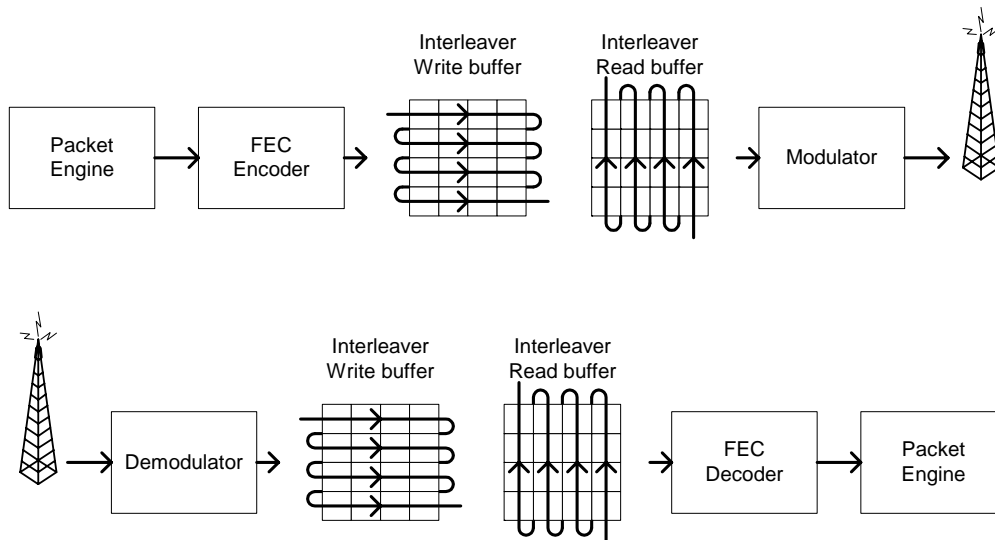 Interleaver
Write buffer
Interleaver
Read buffer
Packet
Engine
FEC
Encoder
Modulator
Interleaver
Write buffer
Interleaver
Read buffer
Demodulator
FEC
Decoder
Packet
Engine